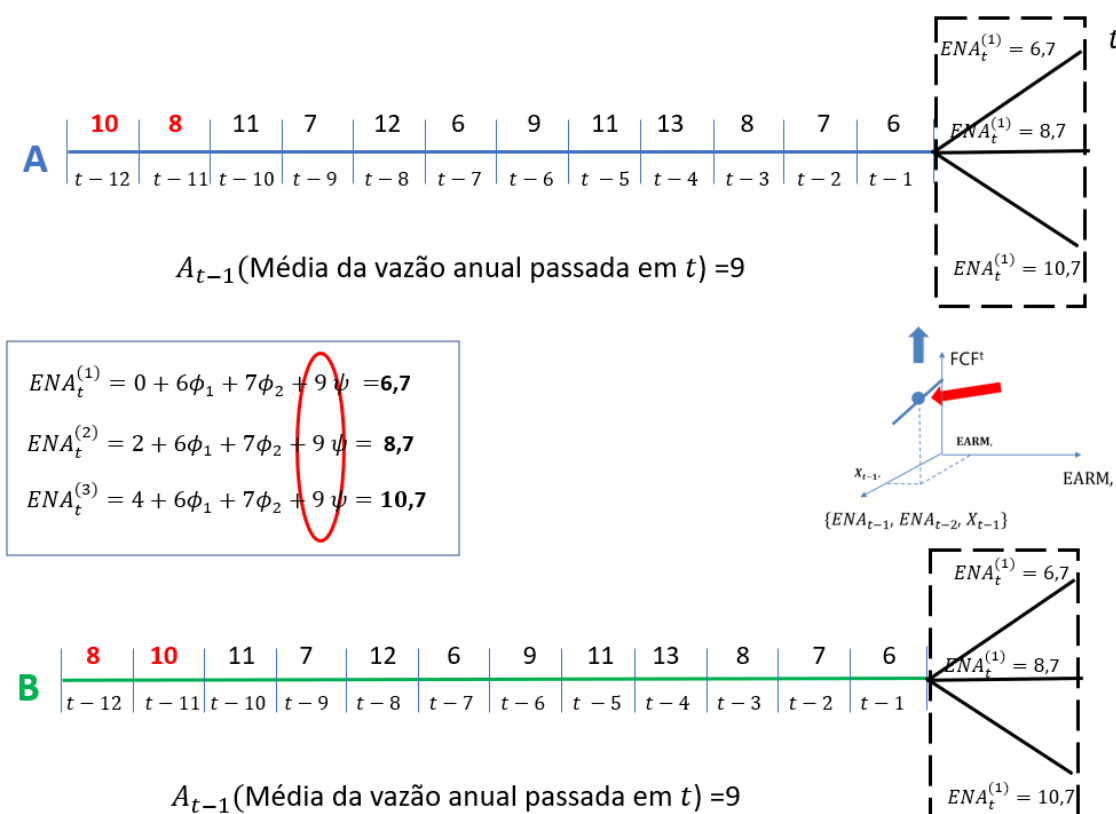 ENA_t^(1) = 6,7
t
10 8 11 7 12 6 9 11 13 8 7 6
ENA_t^(1) = 8,7
A
t − 12 t − 11 t − 10 t − 9 t − 8 t − 7 t − 6 t − 5 t − 4 t − 3 t − 2 t − 1
A_{t−1}(Média da vazão anual passada em t) =9
ENA_t^(1) = 10,7
ENA_t^(1) = 0 + 6ϕ_1 + 7ϕ_2 + 9 ψ =6,7
ENA_t^(2) = 2 + 6ϕ_1 + 7ϕ_2 + 9 ψ = 8,7
ENA_t^(3) = 4 + 6ϕ_1 + 7ϕ_2 + 9 ψ = 10,7
FCF^t
EARM,
X_{t−1},
EARM,
{ENA_{t−1}, ENA_{t−2}, X_{t−1}}
ENA_t^(1) = 6,7
8 10 11 7 12 6 9 11 13 8 7 6
ENA_t^(1) = 8,7
B
t − 12 t − 11 t − 10 t − 9 t − 8 t − 7 t − 6 t − 5 t − 4 t − 3 t − 2 t − 1
A_{t−1}(Média da vazão anual passada em t) =9
ENA_t^(1) = 10,7